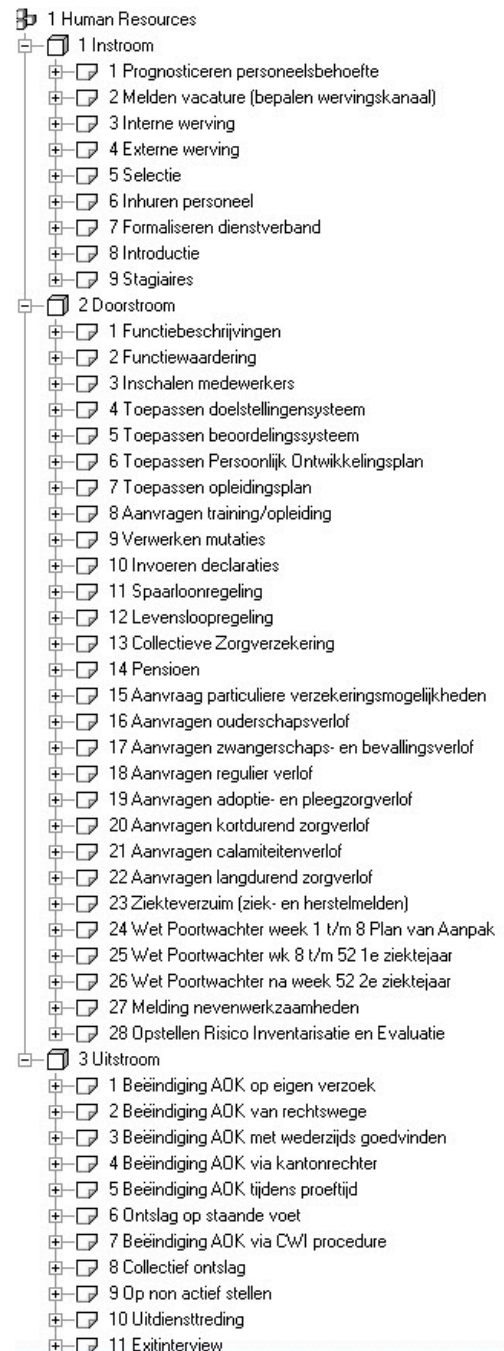 1 Human Resources
1 Instroom
1 Prognosticeren personeelsbehoefte
2 Melden vacature (bepalen wervingskanaal)
3 Interne werving
4 Externe werving
5 Selectie
6 Inhuren personeel
7 Formaliseren dienstverband
8 Introductie
9 Stagiaires
2 Doorstroom
1 Functiebeschrijvingen
2 Functiewaardering
3 Inschalen medewerkers
4 Toepassen doelstellingensysteem
5 Toepassen beoordelingssysteem
6 Toepassen Persoonlijk Ontwikkelingsplan
7 Toepassen opleidingsplan
8 Aanvragen training/opleiding
9 Verwerken mutaties
10 Invoeren declaraties
11 Spaarloonregeling
12 Levensloopregeling
13 Collectieve Zorgverzekering
14 Pensioen
15 Aanvraag particuliere verzekeringsmogelijkheden
16 Aanvragen ouderschapsverlof
17 Aanvragen zwangerschaps- en bevallingsverlof
18 Aanvragen regulier verlof
19 Aanvragen adoptie- en pleegzorgverlof
20 Aanvragen kortdurend zorgverlof
21 Aanvragen calamiteitenverlof
22 Aanvragen langdurend zorgverlof
23 Ziekteverzuim (ziek- en herstelmelden)
24 Wet Poortwachter week 1 t/m 8 Plan van Aanpak
25 Wet Poortwachter wk 8 t/m 52 1e ziektejaar
26 Wet Poortwachter na week 52 2e ziektejaar
27 Melding nevenwerkzaamheden
28 Opstellen Risico Inventarisatie en Evaluatie
3 Uitstroom
1 Beëindiging AOK op eigen verzoek
2 Beëindiging AOK van rechtswege
3 Beëindiging AOK met wederzijds goedvinden
4 Beëindiging AOK via kantonrechter
5 Beëindiging AOK tijdens proeftijd
6 Ontslag op staande voet
7 Beëindiging AOK via CWI procedure
8 Collectief ontslag
9 Op non actief stellen
10 Uitdiensttreding
11 Exitinterview